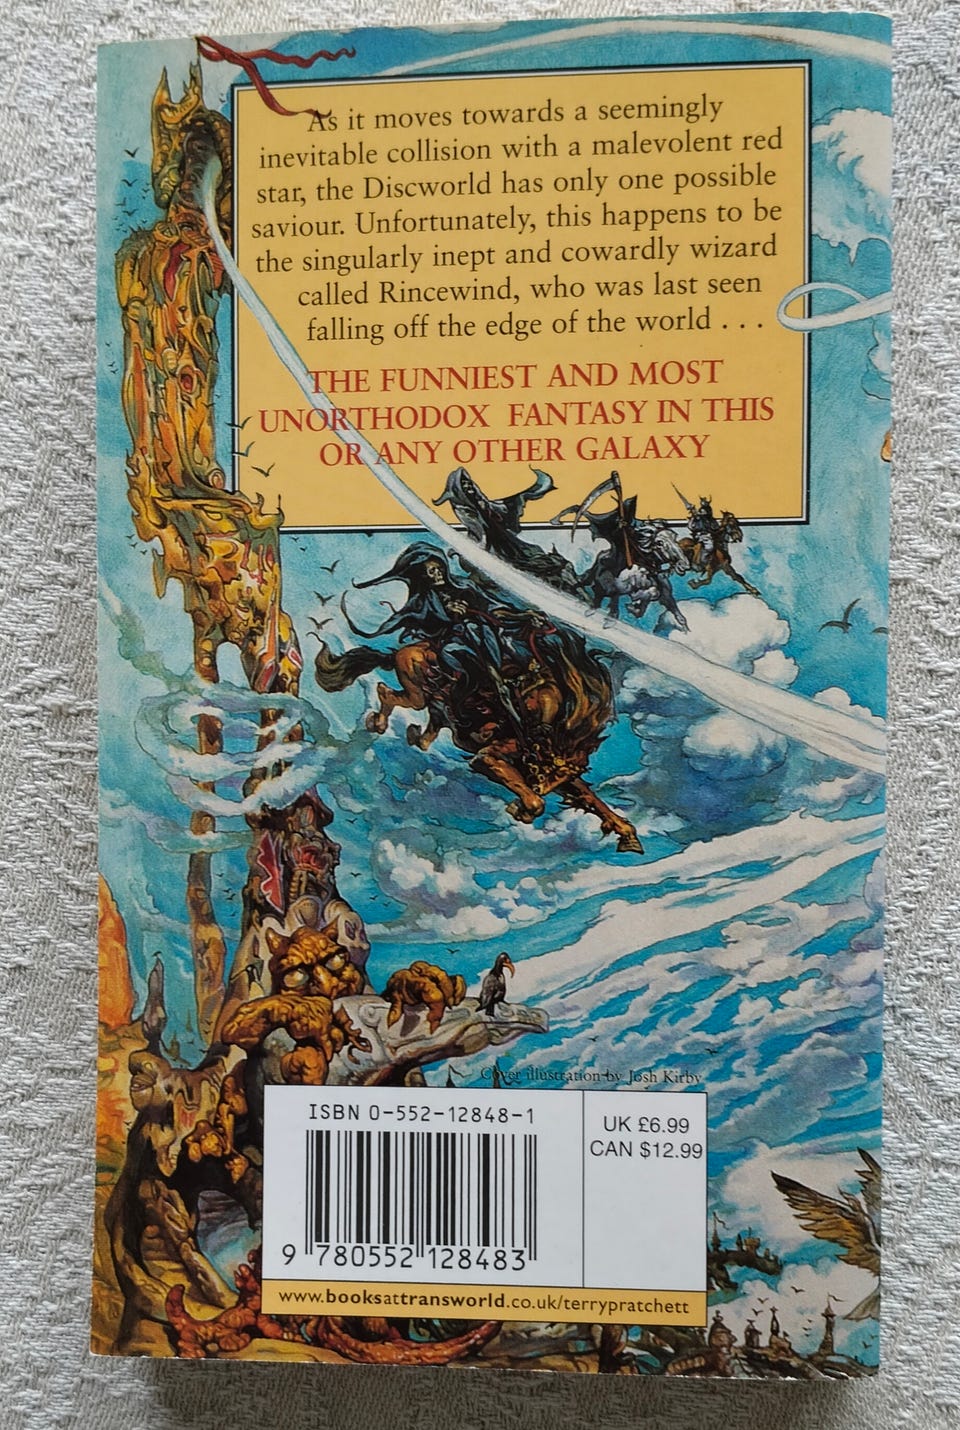 As it moves towards a seemingly
inevitable collision with a malevolent red
star, the Discworld has only one possible
saviour. Unfortunately, this happens to be
the singularly inept and cowardly wizard
called Rincewind, who was last seen
falling off the edge of the world . . .
THE FUNNIEST AND MOST
UNORTHODOX FANTASY IN THIS
OR ANY OTHER GALAXY
Cover illustration by Josh Kirby
ISBN 0-552-12848-1
UK £6.99
CAN $12.99
9 780552 128483
www.booksattransworld.co.uk/terrypratchett